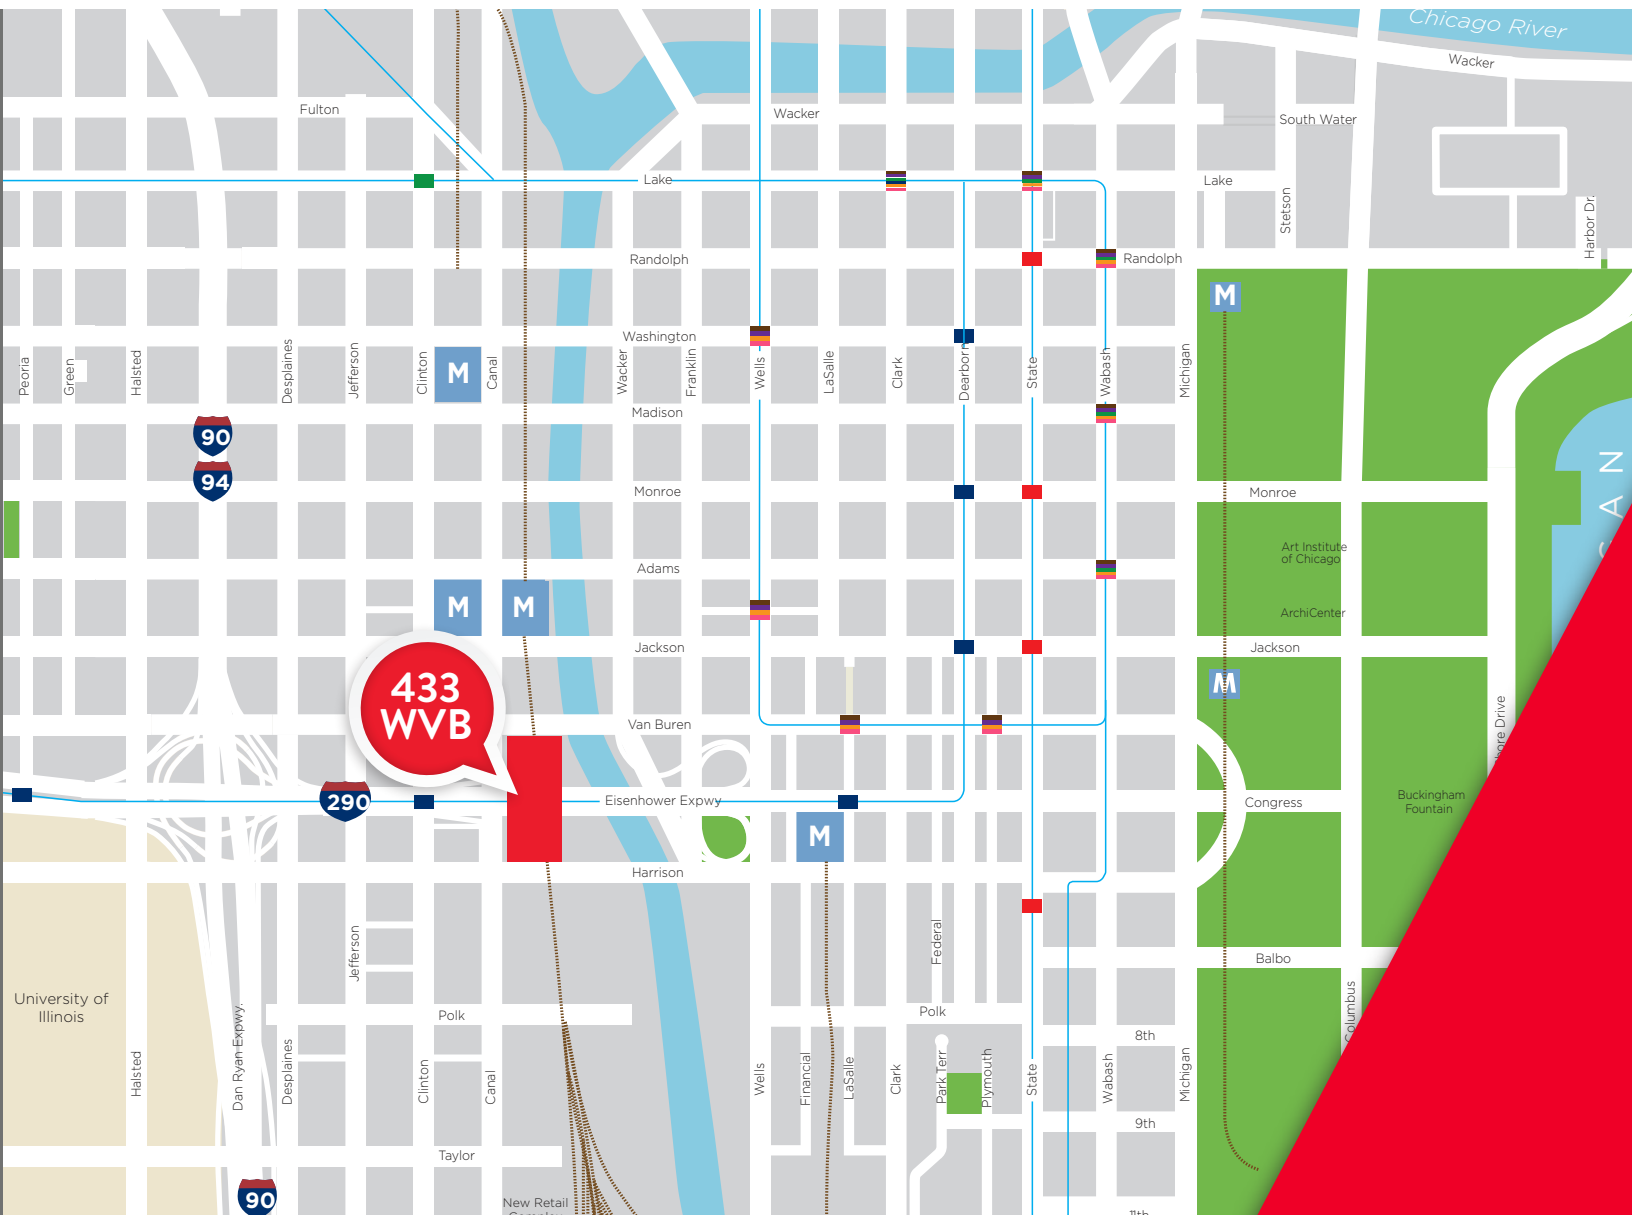 Chicago River
Wacker
Fulton
Wacker
South Water
Lake
Lake
Stetson
Harbor Dr.
Randolph
Randolph
M
Washington
Peoria
Green
Halsted
Desplaines
Jefferson
Clinton
M
Canal
Wacker
Franklin
Wells
LaSalle
Clark
Dearborn
State
Wabash
Michigan
Madison
90
94
Monroe
Monroe
A N
Adams
Art Institute
of Chicago
M
M
ArchiCenter
Jackson
Jackson
433
WVB
M
Van Buren
ore Drive
290
Eisenhower Expwy
Congress
Buckingham
Fountain
M
Harrison
Jefferson
Federal
Balbo
University of
Illinois
Polk
Polk
Columbus
8th
Halsted
Dan Ryan Expwy.
Desplaines
Clinton
Canal
Wells
Financial
LaSalle
Clark
Park Terr
Plymouth
State
Wabash
Michigan
9th
Taylor
90
New Retail